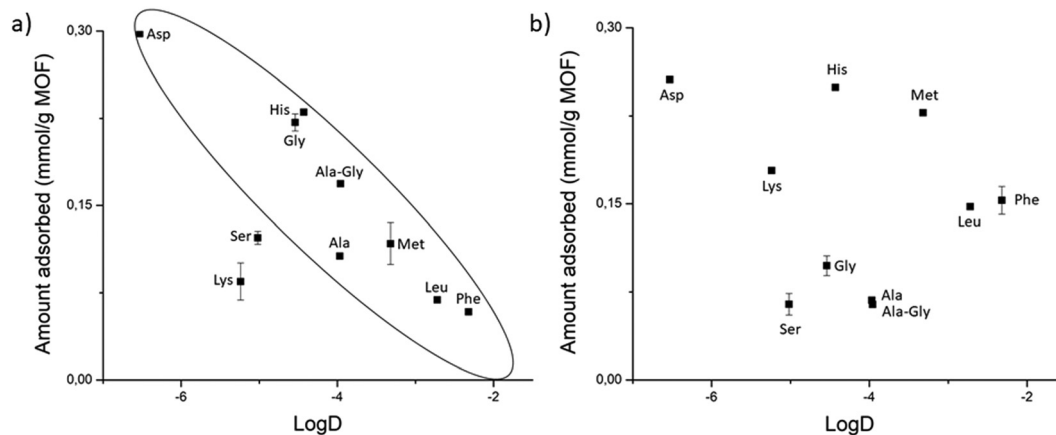 a)
Amount adsorbed (mmol/g MOF)
0,30
0,15
0,00
Asp
His
Gly
Ala-Gly
Ser
Ala
Met
Lys
Leu
Phe
-6
-4
-2
LogD
b)
Amount adsorbed (mmol/g MOF)
0,30
0,15
0,00
His
Asp
Met
Lys
Phe
Leu
Gly
Ala
Ala-Gly
Ser
-6
-4
-2
LogD